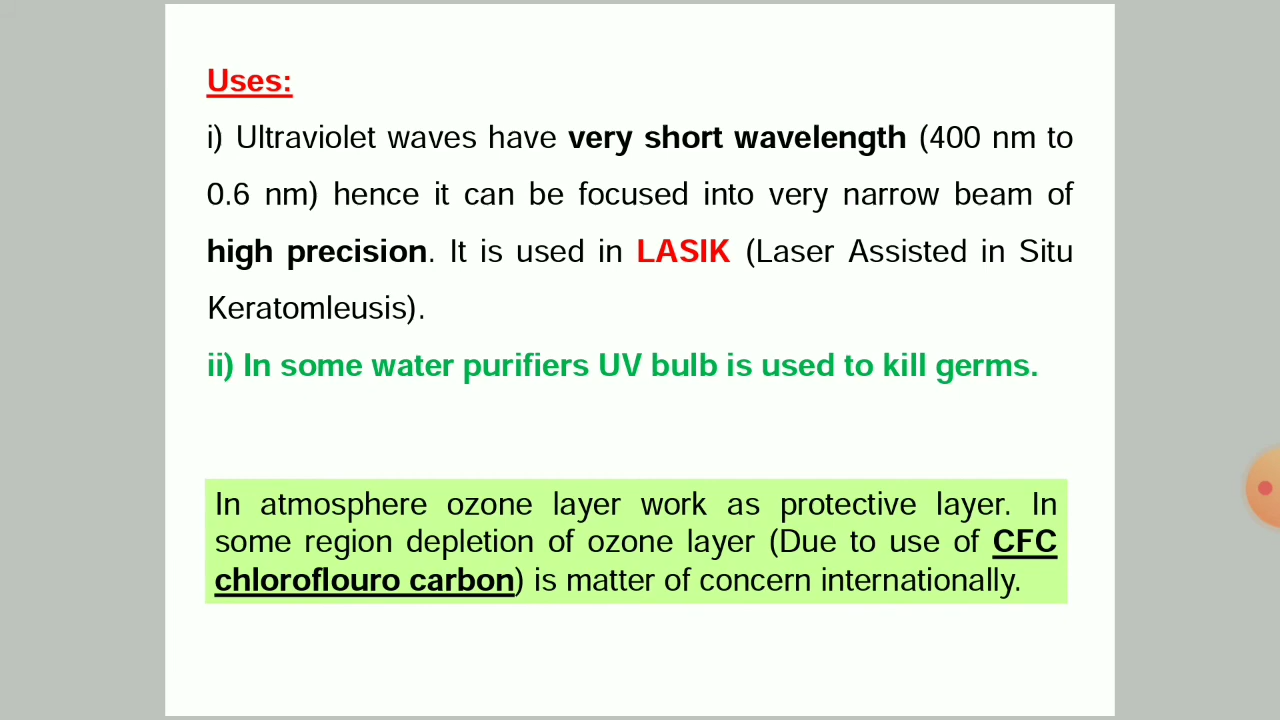 Uses:
i) Ultraviolet waves have very short wavelength (400 nm to
0.6 nm) hence it can be focused into very narrow beam of
high precision. It is used in LASIK (Laser Assisted in Situ
Keratomleusis).
ii) In some water purifiers UV bulb is used to kill germs.
In atmosphere ozone layer work as protective layer. In
some region depletion of ozone layer (Due to use of CFC
chloroflouro carbon) is matter of concern internationally.